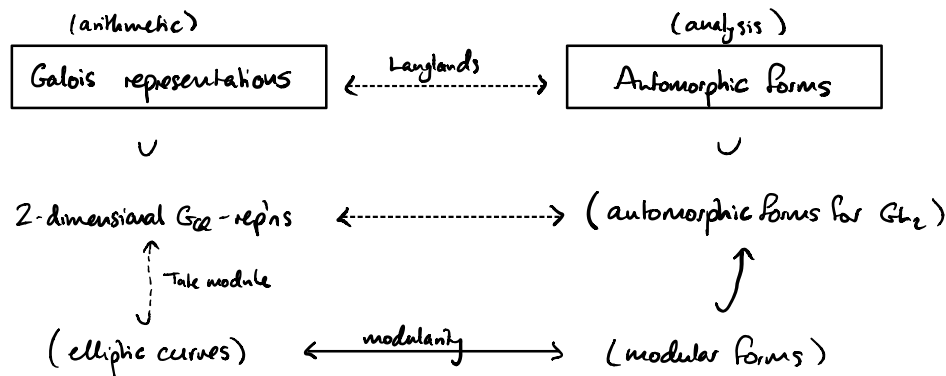 (arithmetic) (analysis)
Galois representations Langlands Automorphic forms
2-dimensional G_ℚ-rep'ns (automorphic forms for GL₂)
Tate module
(elliptic curves) modularity (modular forms)